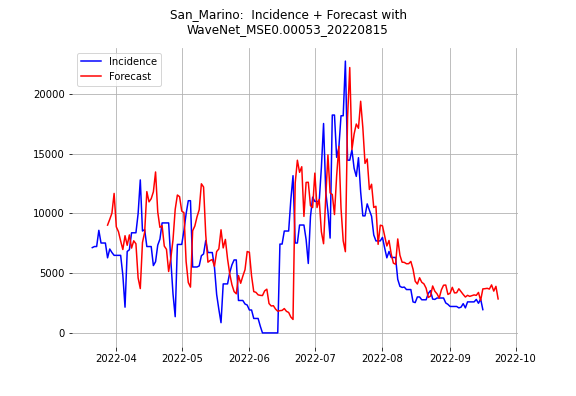 San_Marino:  Incidence + Forecast with
WaveNet_MSE0.00053_20220815
Incidence
Forecast
20000
15000
10000
5000
0
2022-04 2022-05 2022-06 2022-07 2022-08 2022-09 2022-10